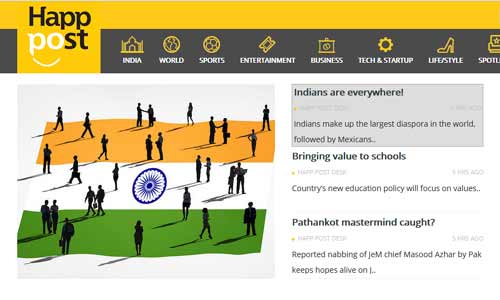 Happ
post
INDIA WORLD SPORTS ENTERTAINMENT BUSINESS TECH & STARTUP LIFE/STYLE SPOTLI
Indians are everywhere!
HAPP POST DESK 5 HRS AGO
Indians make up the largest diaspora in the world,
followed by Mexicans..
Bringing value to schools
HAPP POST DESK 5 HRS AGO
Country's new education policy will focus on values..
Pathankot mastermind caught?
HAPP POST DESK 5 HRS AGO
Reported nabbing of JeM chief Masood Azhar by Pak
keeps hopes alive on J..